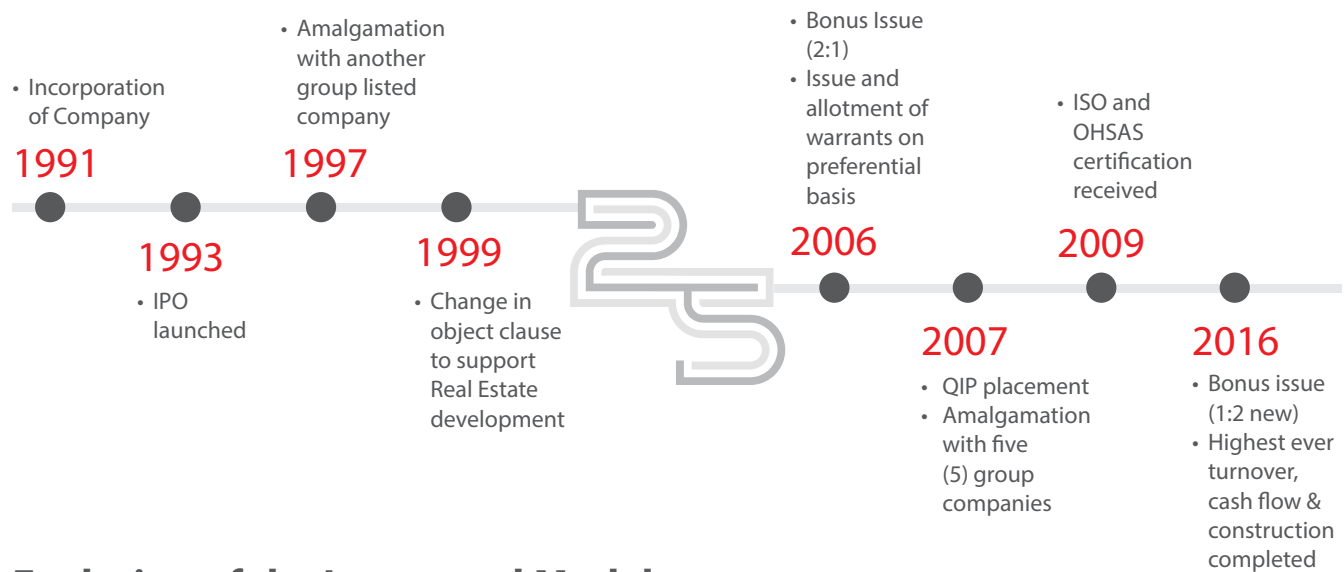 • Incorporation
of Company
1991
1993
• IPO
launched
• Amalgamation
with another
group listed
company
1997
1999
• Change in
object clause
to support
Real Estate
development
25
• Bonus Issue
(2:1)
• Issue and
allotment of
warrants on
preferential
basis
2006
2007
• QIP placement
• Amalgamation
with five
(5) group
companies
• ISO and
OHSAS
certification
received
2009
2016
• Bonus issue
(1:2 new)
• Highest ever
turnover,
cash flow &
construction
completed